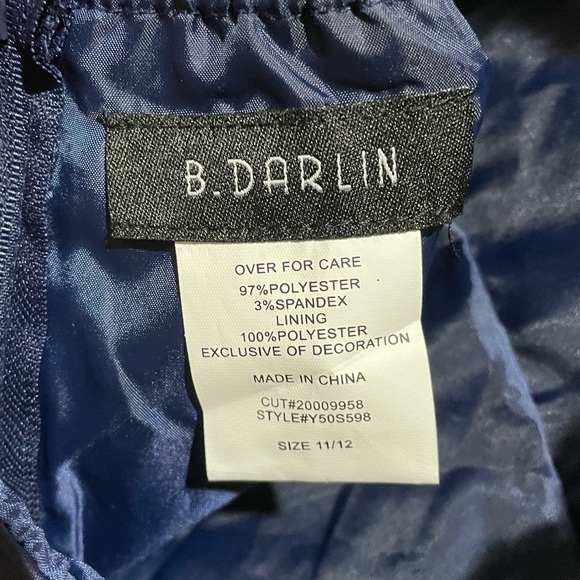 B.DARLIN
OVER FOR CARE
97%POLYESTER
3%SPANDEX
LINING
100%POLYESTER
EXCLUSIVE OF DECORATION
MADE IN CHINA
CUT#20009958
STYLE#Y50S598
SIZE 11/12